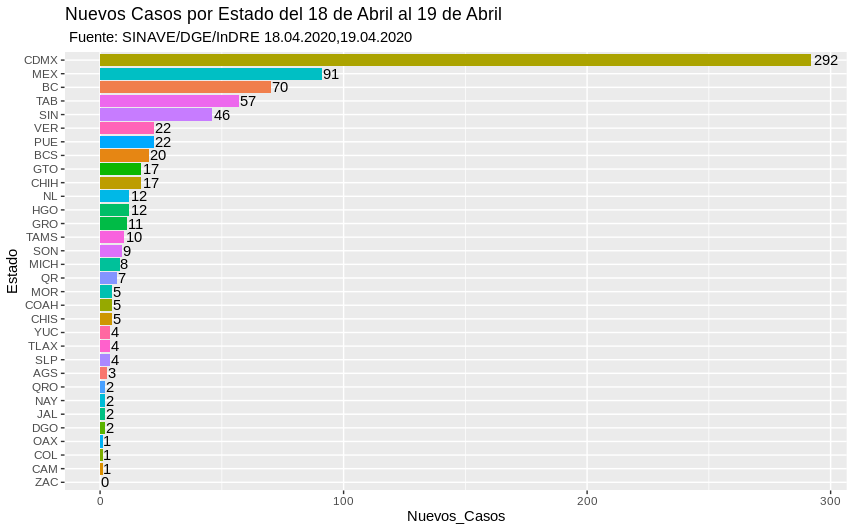 Nuevos Casos por Estado del 18 de Abril al 19 de Abril
Fuente: SINAVE/DGE/InDRE 18.04.2020,19.04.2020
Estado
CDMX 292
MEX 91
BC 70
TAB 57
SIN 46
VER 22
PUE 22
BCS 20
GTO 17
CHIH 17
NL 12
HGO 12
GRO 11
TAMS 10
SON 9
MICH 8
QR 7
MOR 5
COAH 5
CHIS 5
YUC 4
TLAX 4
SLP 4
AGS 3
QRO 2
NAY 2
JAL 2
DGO 2
OAX 1
COL 1
CAM 1
ZAC 0
0 100 200 300
Nuevos_Casos